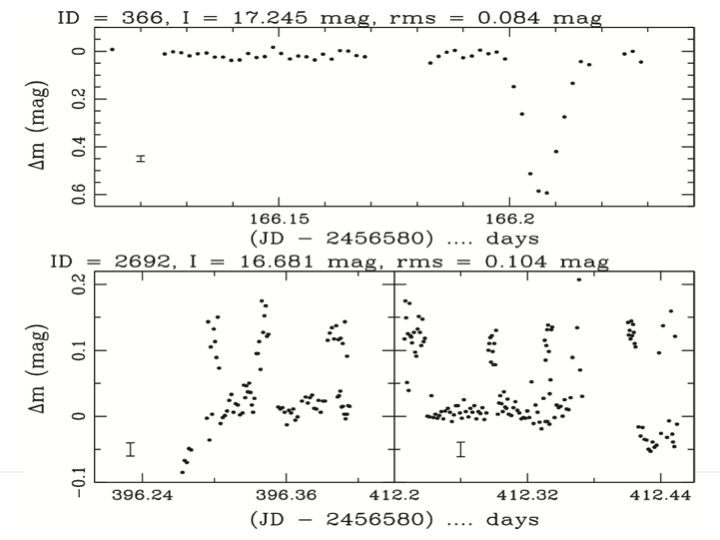 ID = 366, I = 17.245 mag, rms = 0.084 mag
Δm (mag)
0
0.2
0.4
0.6
166.15 166.2
(JD − 2456580) .... days
ID = 2692, I = 16.681 mag, rms = 0.104 mag
Δm (mag)
0.2
0.1
0
−0.1
396.24 396.36 412.2 412.32 412.44
(JD − 2456580) .... days